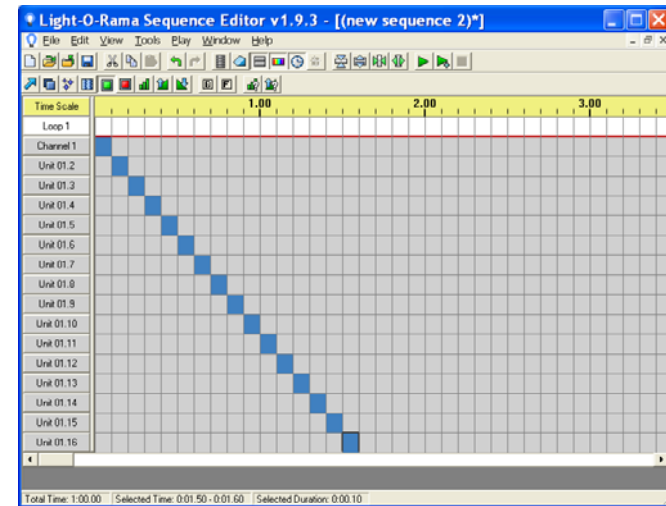 Light-O-Rama Sequence Editor v1.9.3 - [(new sequence 2)*]
File Edit View Tools Play Window Help
Time Scale 1.00 2.00 3.00
Loop 1
Channel 1
Unit 01.2
Unit 01.3
Unit 01.4
Unit 01.5
Unit 01.6
Unit 01.7
Unit 01.8
Unit 01.9
Unit 01.10
Unit 01.11
Unit 01.12
Unit 01.13
Unit 01.14
Unit 01.15
Unit 01.16
Total Time: 1:00.00 Selected Time: 0:01.50 - 0:01.60 Selected Duration: 0:00.10